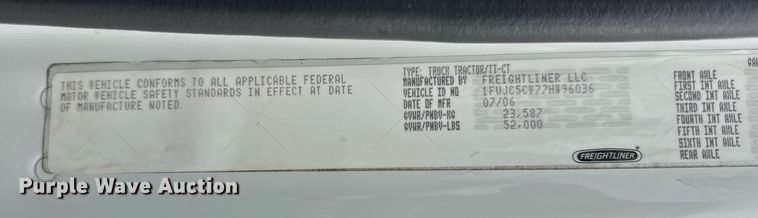 THIS VEHICLE CONFORMS TO ALL APPLICABLE FEDERAL
MOTOR VEHICLE SAFETY STANDARDS IN EFFECT AT DATE
OF MANUFACTURE NOTED.
TYPE: TRUCK TRACTOR/TT-CT
MANUFACTURED BY FREIGHTLINER LLC
VEHICLE ID NO 1FUJC5CV77HW96036
DATE OF MFR 07/06
GVWR/PNBV-KG 23,587
GVWR/PNBV-LBS 52,000
FREIGHTLINER
FRONT AXLE
FIRST INT AXLE
SECOND INT AXLE
THIRD INT AXLE
FOURTH INT AXLE
FIFTH INT AXLE
SIXTH INT AXLE
REAR AXLE
Purple Wave Auction